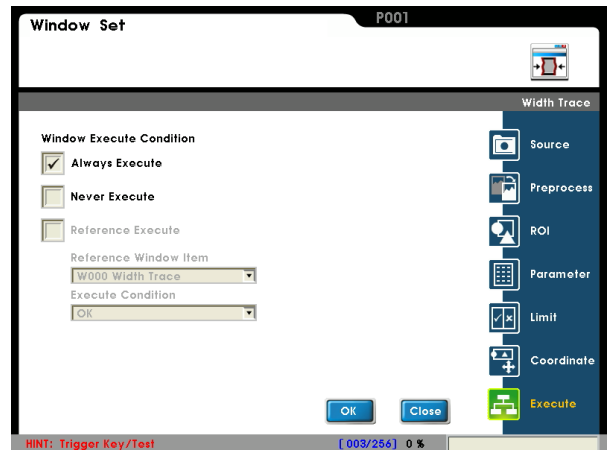 Window Set
P001
Width Trace
Window Execute Condition
Always Execute
Never Execute
Reference Execute
Reference Window Item
W000 Width Trace
Execute Condition
OK
Source
Preprocess
ROI
Parameter
Limit
Coordinate
Execute
OK
Close
HINT: Trigger Key/Test
[003/256] 0 %